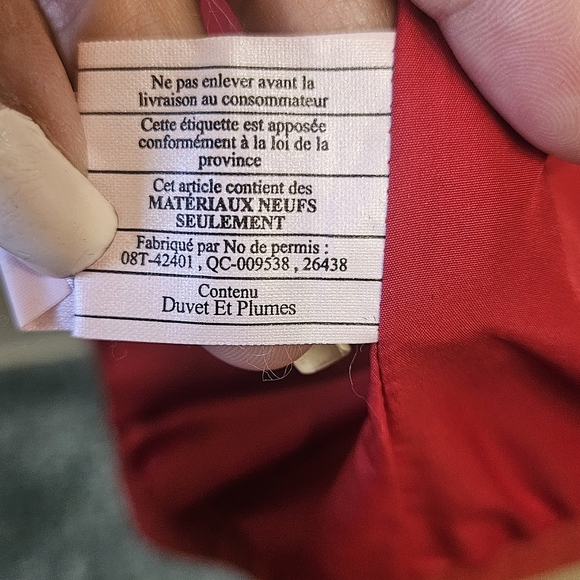 Ne pas enlever avant la
livraison au consommateur
Cette étiquette est apposée
conformément à la loi de la
province
Cet article contient des
MATÉRIAUX NEUFS
SEULEMENT
Fabriqué par No de permis :
08T-42401 , QC-009538 , 26438
Contenu
Duvet Et Plumes